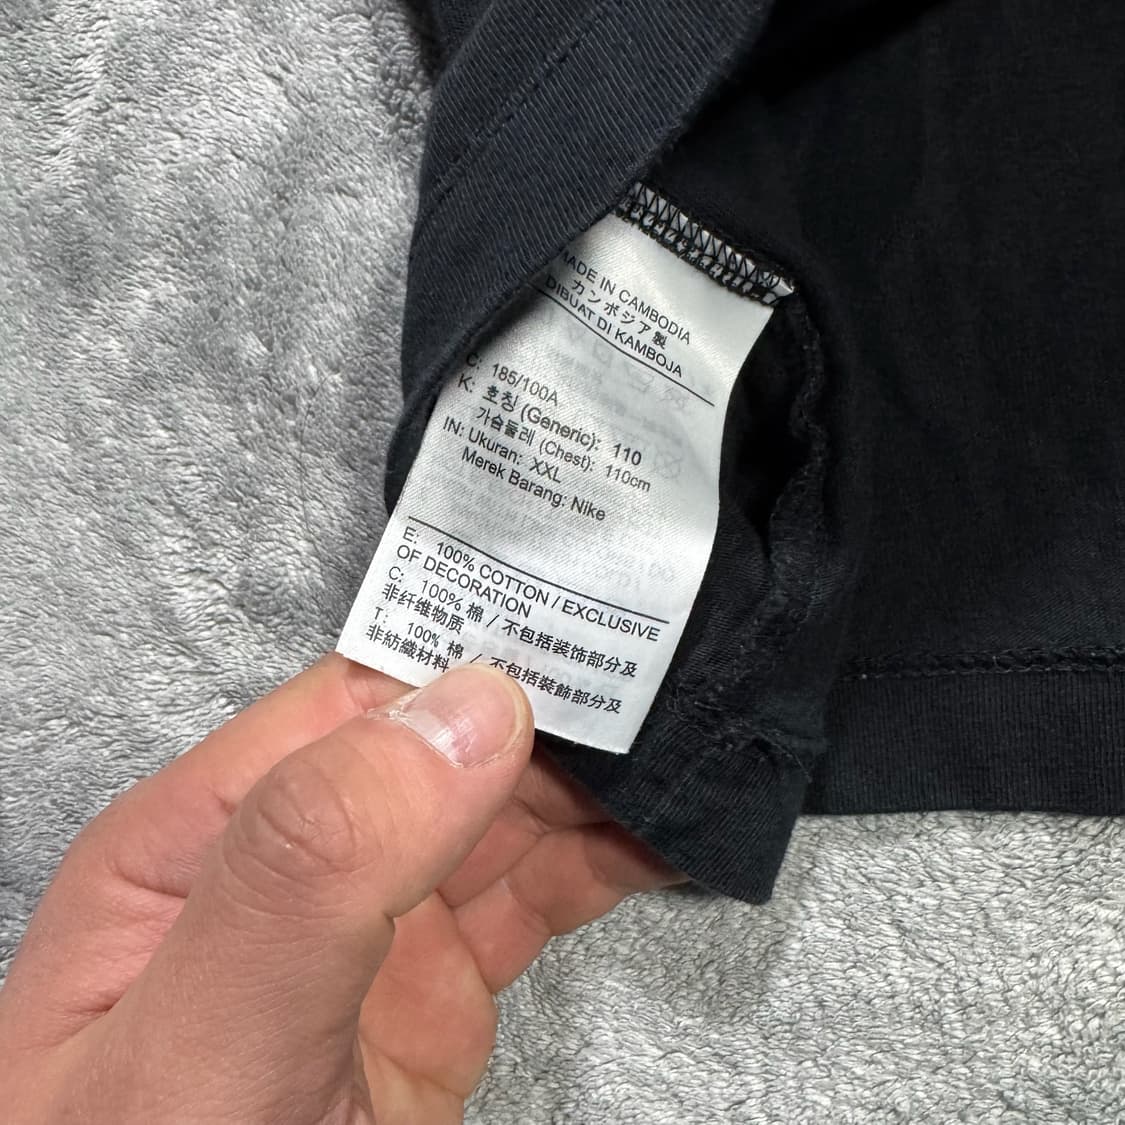 MADE IN CAMBODIA
カンボジア製
DIBUAT DI KAMBOJA
C: 185/100A
K: 호칭 (Generic): 110
가슴둘레 (Chest): 110cm
IN: Ukuran: XXL
Merek Barang: Nike
E: 100% COTTON / EXCLUSIVE
OF DECORATION
C: 100% 棉 / 不包括装饰部分及
非纤维物质
T: 100% 棉 / 不包括裝飾部分及
非紡織材料